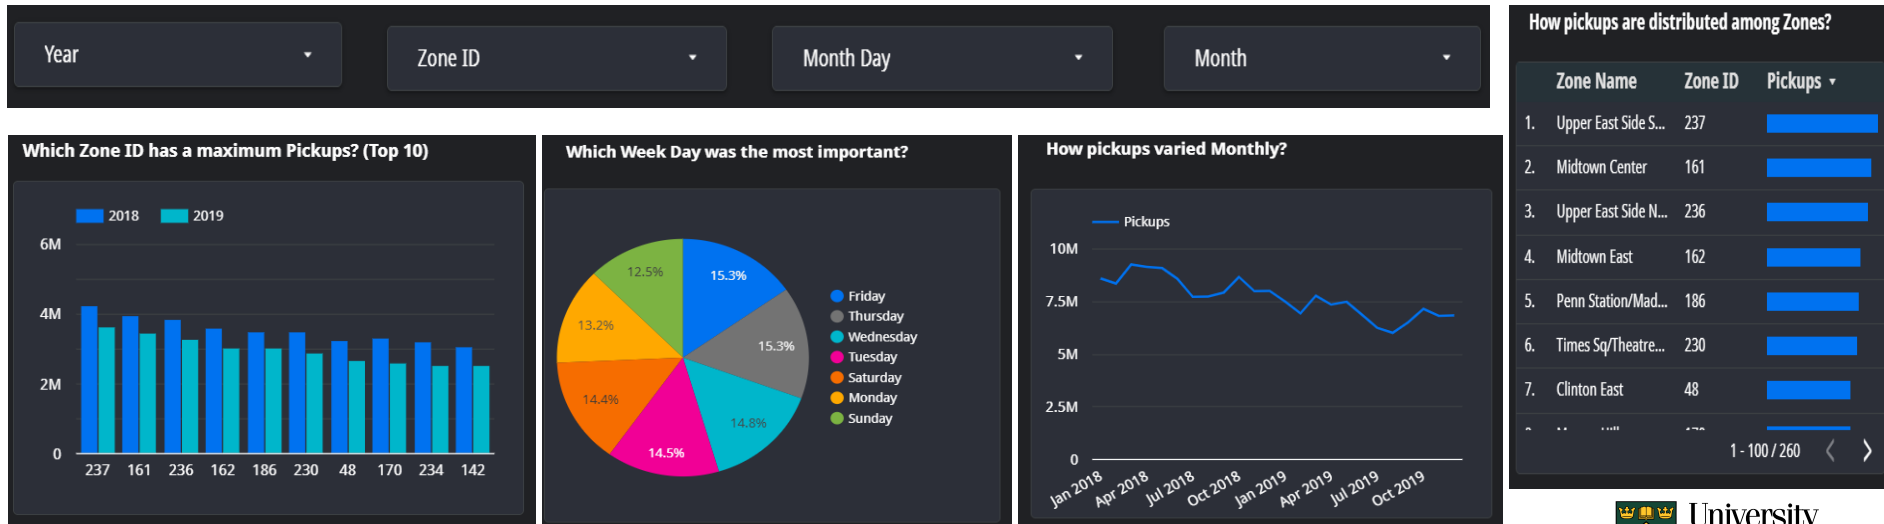 Year
Zone ID
Month Day
Month
Which Zone ID has a maximum Pickups? (Top 10)
2018 2019
6M
4M
2M
0
237 161 236 162 186 230 48 170 234 142
Which Week Day was the most important?
12.5%
15.3%
13.2%
15.3%
14.4%
14.8%
14.5%
Friday
Thursday
Wednesday
Tuesday
Saturday
Monday
Sunday
How pickups varied Monthly?
Pickups
10M
7.5M
5M
2.5M
0
Jan 2018 Apr 2018 Jul 2018 Oct 2018 Jan 2019 Apr 2019 Jul 2019 Oct 2019
How pickups are distributed among Zones?
Zone Name Zone ID Pickups
1. Upper East Side S... 237
2. Midtown Center 161
3. Upper East Side N... 236
4. Midtown East 162
5. Penn Station/Mad... 186
6. Times Sq/Theatre... 230
7. Clinton East 48
1 - 100 / 260
University